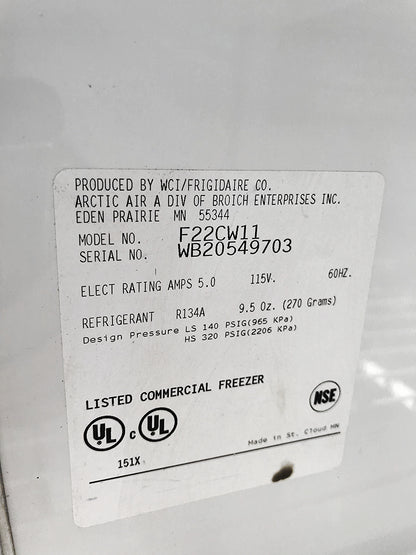 PRODUCED BY WCI/FRIGIDAIRE CO.
ARCTIC AIR A DIV OF BROICH ENTERPRISES INC.
EDEN PRAIRIE MN 55344
MODEL NO. F22CW11
SERIAL NO. WB20549703
ELECT RATING AMPS 5.0 115V. 60HZ.
REFRIGERANT R134A 9.5 Oz. (270 Grams)
Design Pressure LS 140 PSIG(965 KPa)
HS 320 PSIG(2206 KPa)
LISTED COMMERCIAL FREEZER
UL c UL NSE
151X
Made in St. Cloud MN